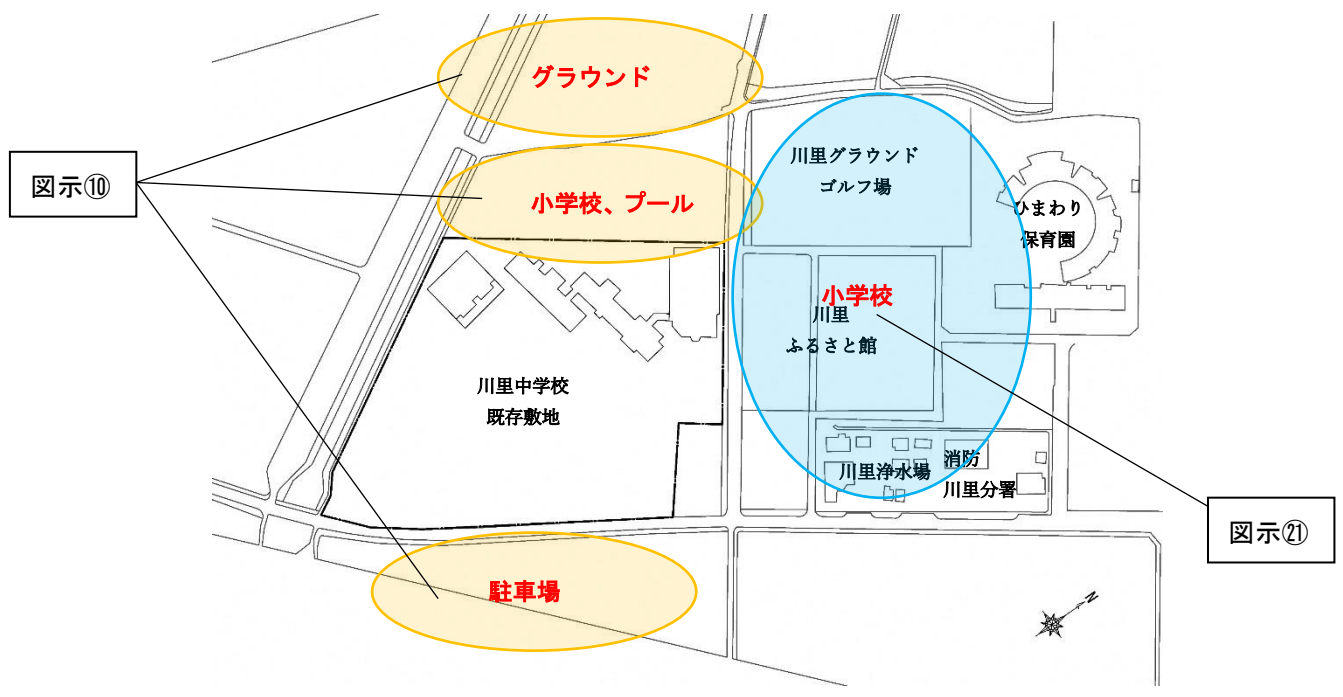 グラウンド
図示⑩
小学校、プール
川里グラウンド
ゴルフ場
ひまわり
保育園
小学校
川里
ふるさと館
川里中学校
既存敷地
川里浄水場
消防
川里分署
図示㉑
駐車場
N